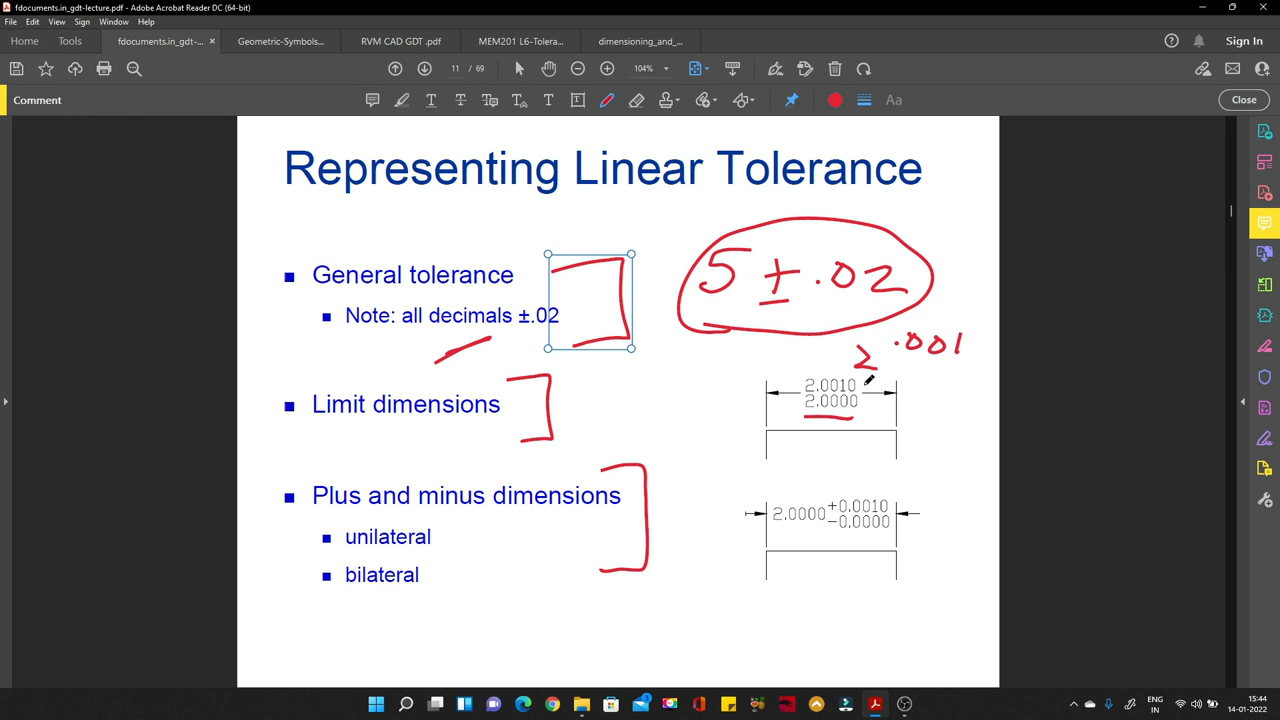 fdocuments.in_gdt-lecture.pdf - Adobe Acrobat Reader DC (64-bit)
File Edit View Sign Window Help
Home Tools fdocuments.in_gdt-... × Geometric-Symbols... RVM CAD GDT .pdf MEM201 L6-Tolera... dimensioning_and_... Sign In
11 / 69 104%
Comment Aa Close
Representing Linear Tolerance
General tolerance
Note: all decimals ±.02
5 ± .02
2 .001
2.0010
2.0000
Limit dimensions
Plus and minus dimensions
2.0000 +0.0010
-0.0000
unilateral
bilateral
ENG
IN
15:44
14-01-2022